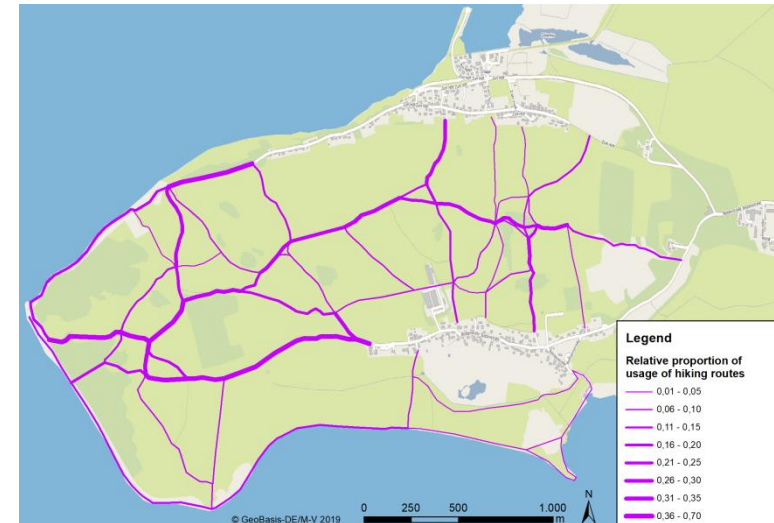 Legend
Relative proportion of
usage of hiking routes
0,01 - 0,05
0,06 - 0,10
0,11 - 0,15
0,16 - 0,20
0,21 - 0,25
0,26 - 0,30
0,31 - 0,35
0,36 - 0,70
© GeoBasis-DE/M-V 2019
0 250 500 1.000
m
N